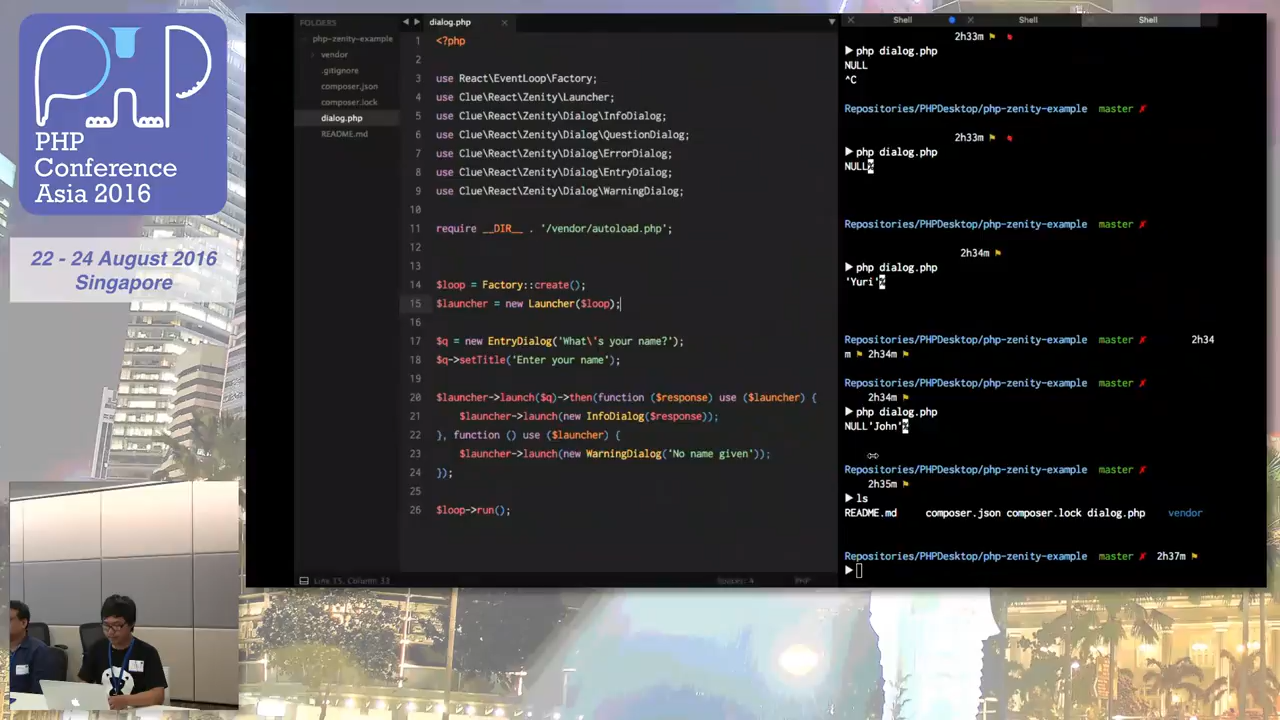 PHP
Conference
Asia 2016
22 - 24 August 2016
Singapore
FOLDERS
php-zenity-example
vendor
.gitignore
composer.json
composer.lock
dialog.php
README.md
dialog.php
1 <?php
2
3 use React\EventLoop\Factory;
4 use Clue\React\Zenity\Launcher;
5 use Clue\React\Zenity\Dialog\InfoDialog;
6 use Clue\React\Zenity\Dialog\QuestionDialog;
7 use Clue\React\Zenity\Dialog\ErrorDialog;
8 use Clue\React\Zenity\Dialog\EntryDialog;
9 use Clue\React\Zenity\Dialog\WarningDialog;
10
11 require __DIR__ . '/vendor/autoload.php';
12
13
14 $loop = Factory::create();
15 $launcher = new Launcher($loop);
16
17 $q = new EntryDialog('What\'s your name?');
18 $q->setTitle('Enter your name');
19
20 $launcher->launch($q)->then(function ($response) use ($launcher) {
21 $launcher->launch(new InfoDialog($response));
22 }, function () use ($launcher) {
23 $launcher->launch(new WarningDialog('No name given'));
24 });
25
26 $loop->run();
Line 15, Column 33
Spaces: 4
PHP
Shell
Shell
Shell
2h33m
php dialog.php
NULL
^C
Repositories/PHPDesktop/php-zenity-example master ✗
2h33m
php dialog.php
NULL%
Repositories/PHPDesktop/php-zenity-example master ✗
2h34m
php dialog.php
'Yuri'%
Repositories/PHPDesktop/php-zenity-example master ✗ 2h34
m 2h34m
Repositories/PHPDesktop/php-zenity-example master ✗
2h34m
php dialog.php
NULL'John'%
Repositories/PHPDesktop/php-zenity-example master ✗
2h35m
ls
README.md composer.json composer.lock dialog.php vendor
Repositories/PHPDesktop/php-zenity-example master ✗ 2h37m